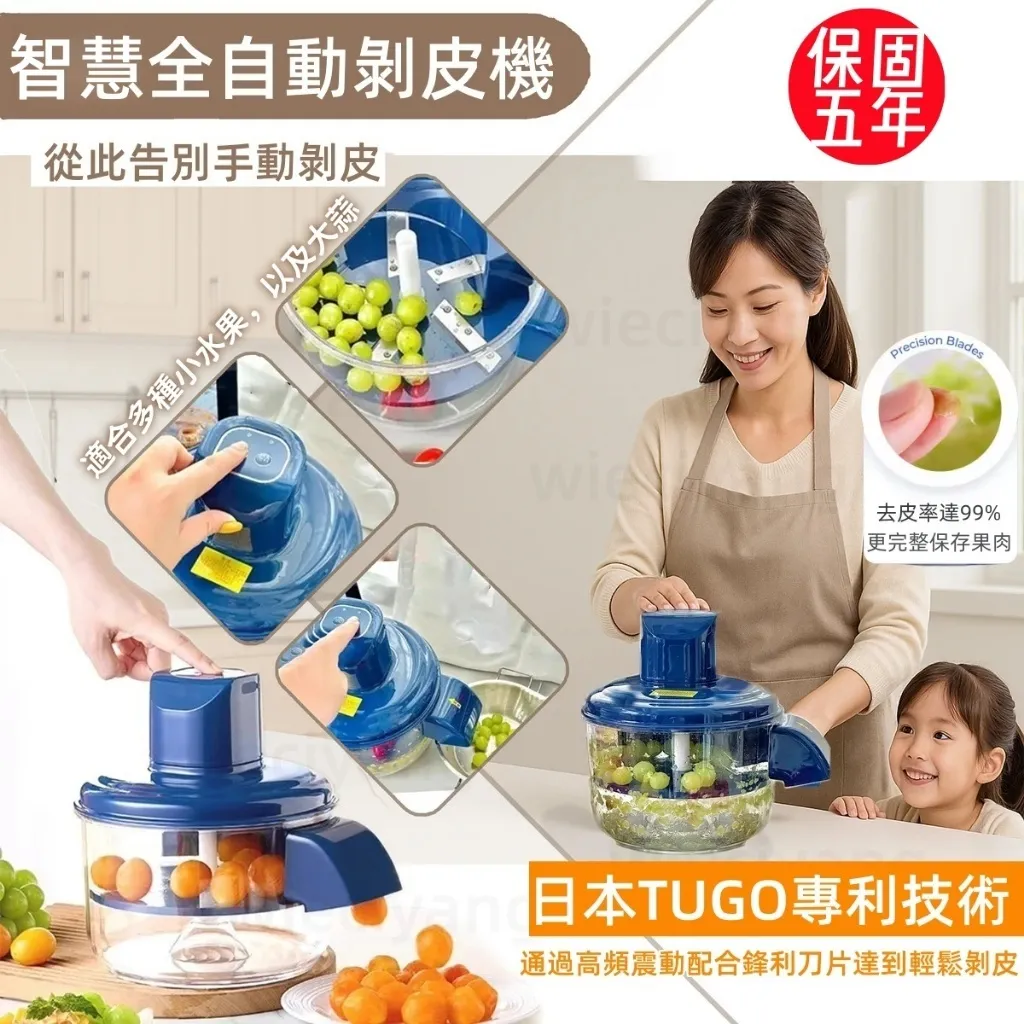 智慧全自動剝皮機
保固
五年
從此告別手動剝皮
適合多種小水果，以及大蒜
Precision Blades
去皮率達99%
更完整保存果肉
日本TUGO專利技術
通過高頻震動配合鋒利刀片達到輕鬆剝皮